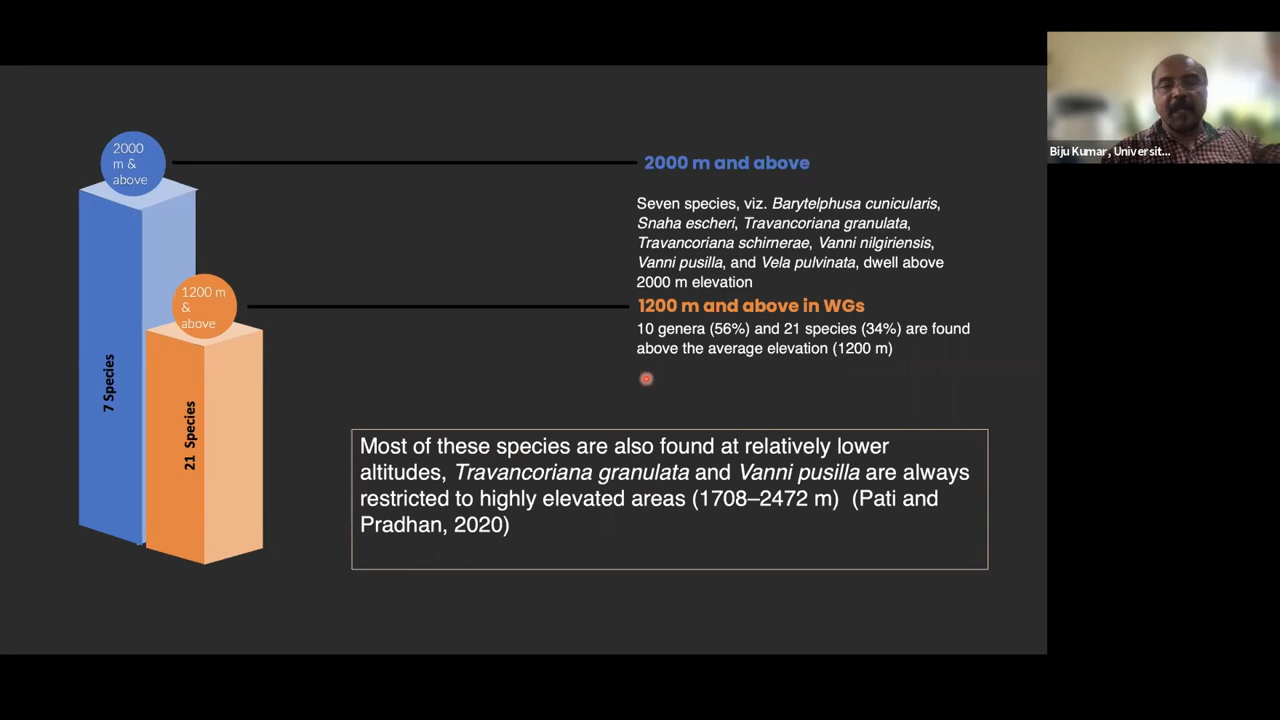 2000
m &
above
2000 m and above
Seven species, viz. Barytelphusa cunicularis,
Snaha escheri, Travancoriana granulata,
Travancoriana schirnerae, Vanni nilgiriensis,
Vanni pusilla, and Vela pulvinata, dwell above
2000 m elevation
1200 m
&
above
1200 m and above in WGs
10 genera (56%) and 21 species (34%) are found
above the average elevation (1200 m)
7 Species
21 Species
Most of these species are also found at relatively lower
altitudes, Travancoriana granulata and Vanni pusilla are always
restricted to highly elevated areas (1708–2472 m) (Pati and
Pradhan, 2020)
Biju Kumar, Universit...